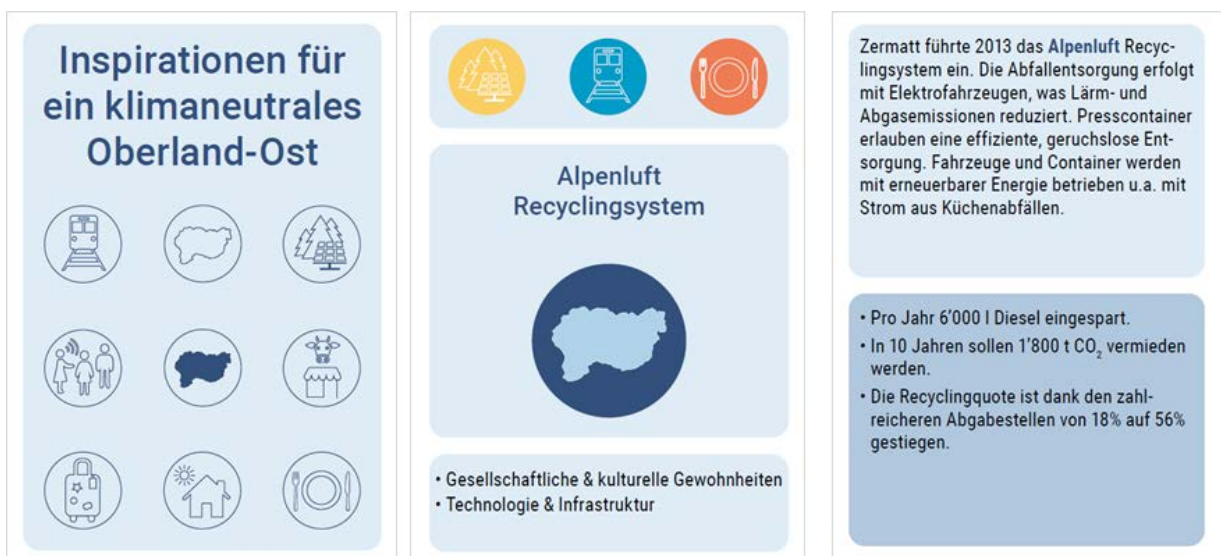 Inspirationen für
ein klimaneutrales
Oberland-Ost
Alpenluft
Recyclingsystem
• Gesellschaftliche & kulturelle Gewohnheiten
• Technologie & Infrastruktur
Zermatt führte 2013 das Alpenluft Recyc-
lingsystem ein. Die Abfallentsorgung erfolgt
mit Elektrofahrzeugen, was Lärm- und
Abgasemissionen reduziert. Presscontainer
erlauben eine effiziente, geruchslose Ent-
sorgung. Fahrzeuge und Container werden
mit erneuerbarer Energie betrieben u.a. mit
Strom aus Küchenabfällen.
• Pro Jahr 6’000 l Diesel eingespart.
• In 10 Jahren sollen 1’800 t CO₂ vermieden
werden.
• Die Recyclingquote ist dank den zahl-
reicheren Abgabestellen von 18% auf 56%
gestiegen.